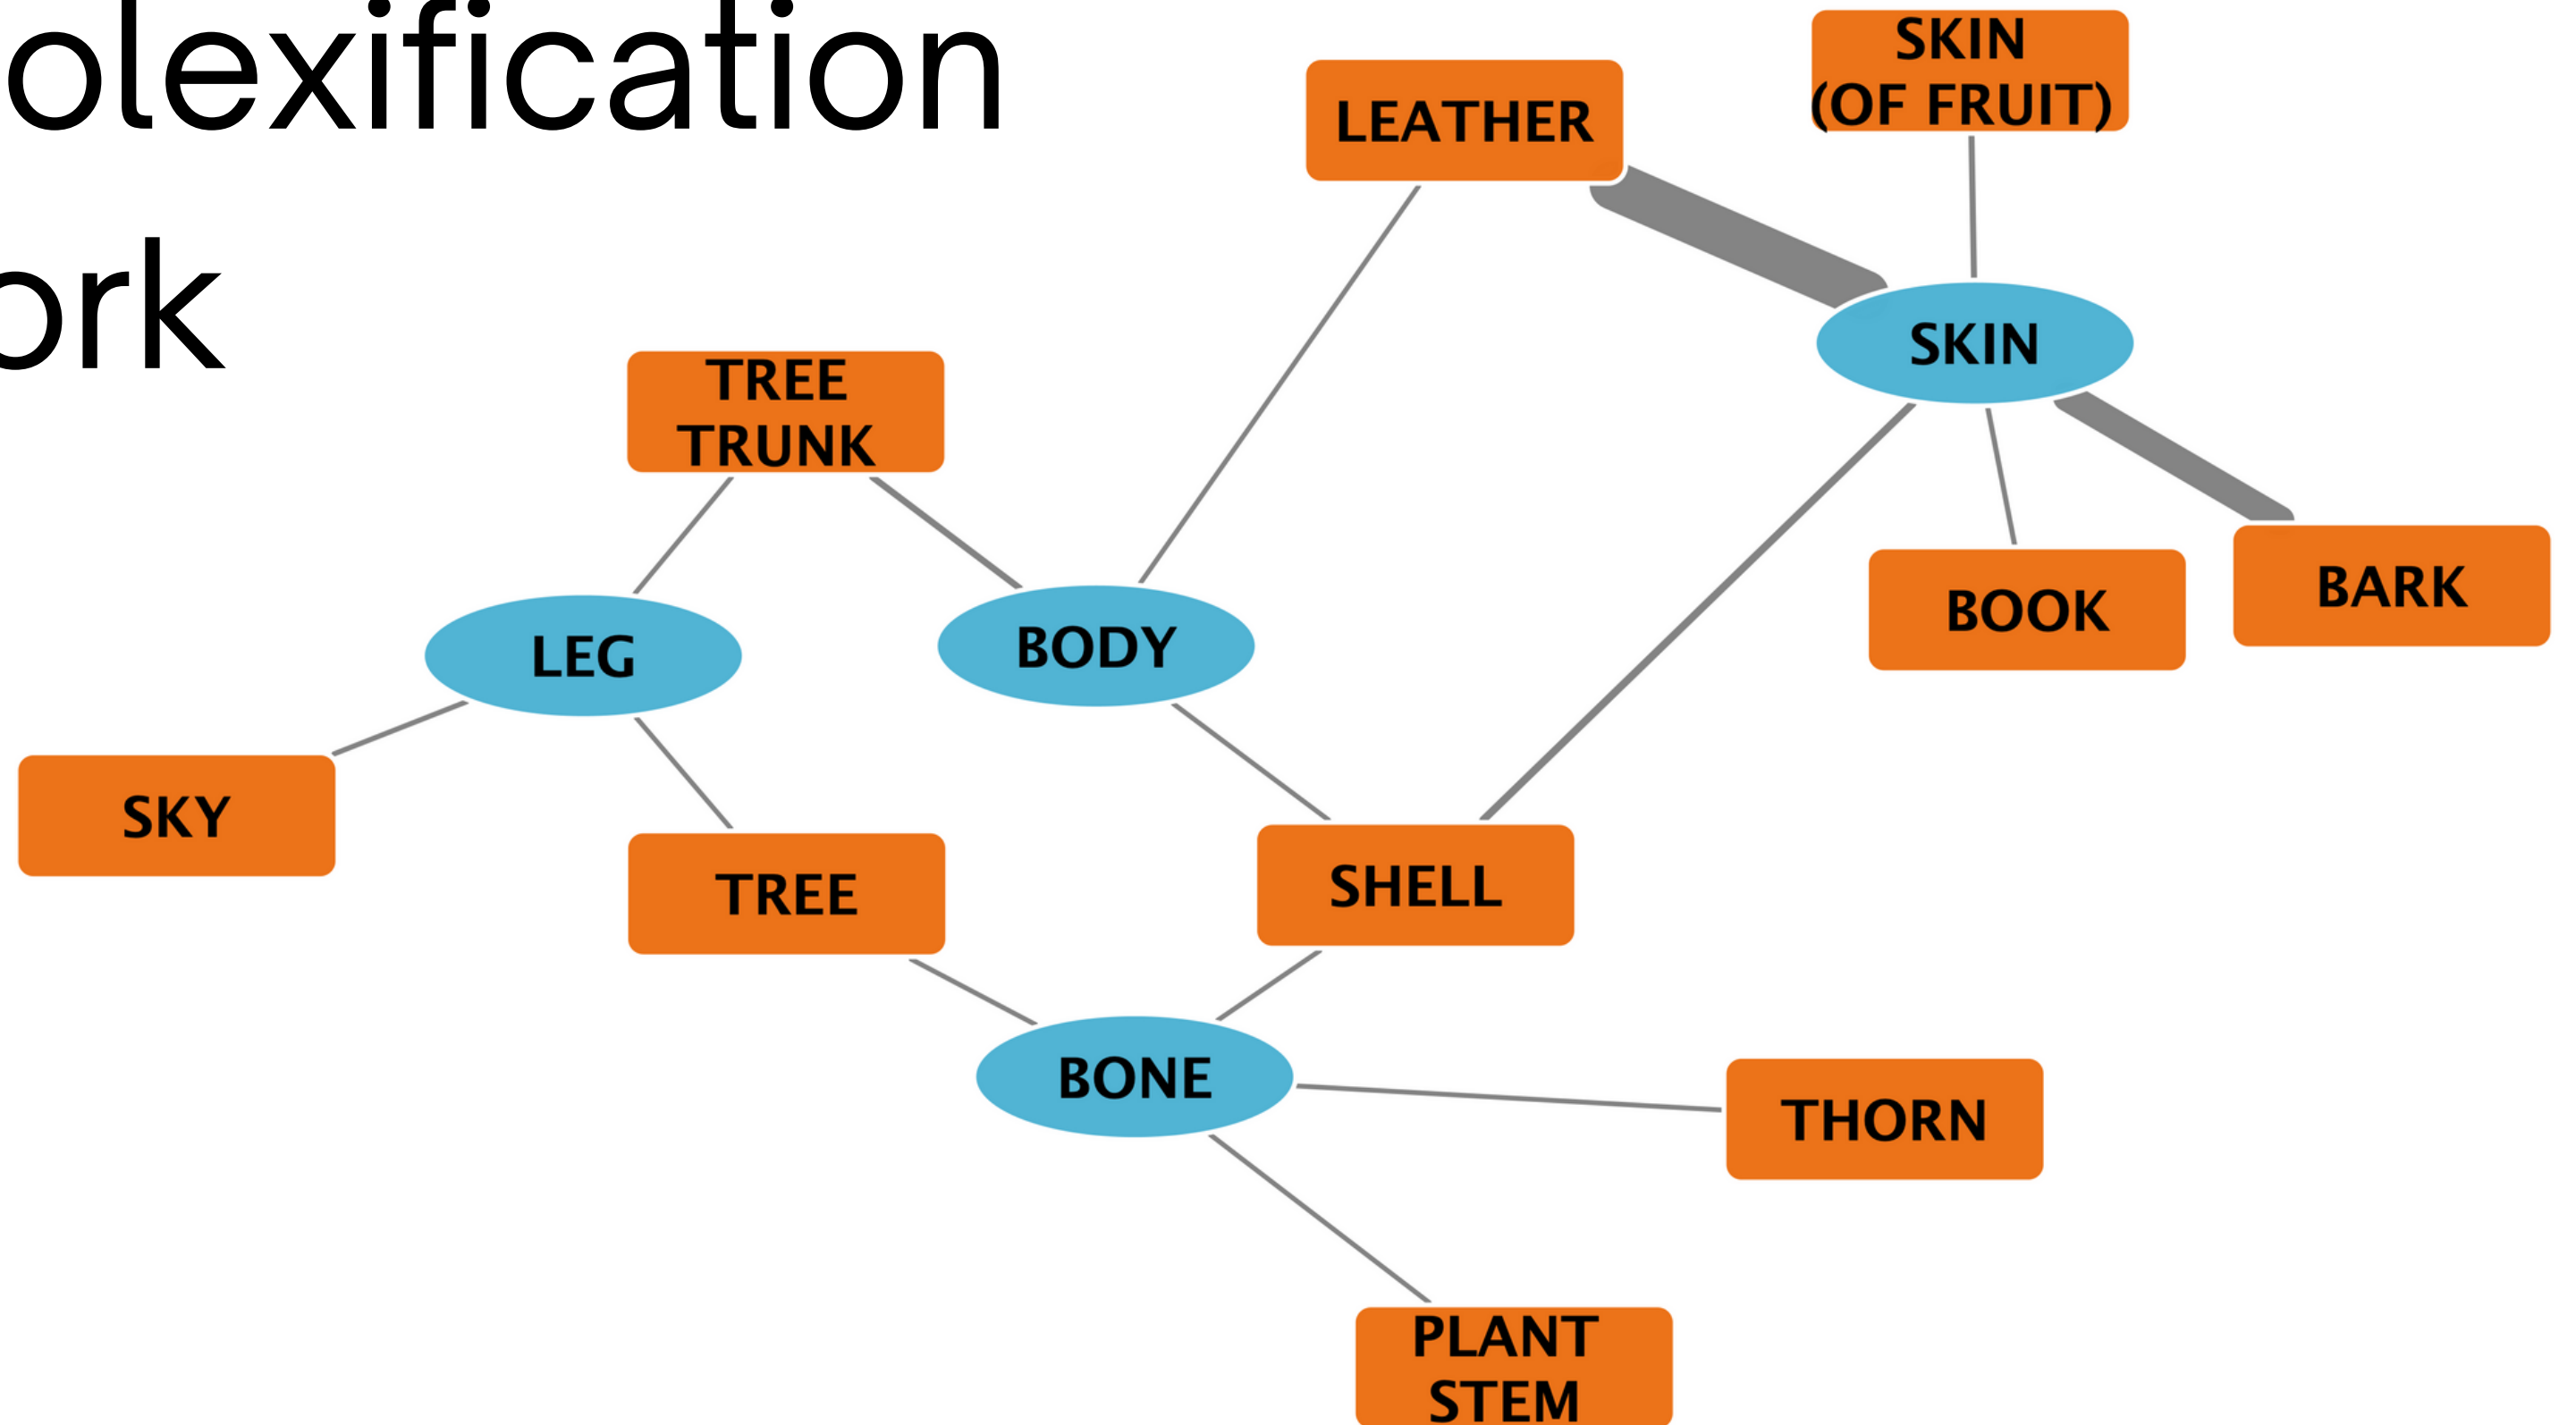 olexification
ork
LEATHER
SKIN
(OF FRUIT)
SKIN
TREE
TRUNK
LEG
BODY
BOOK
BARK
SKY
TREE
SHELL
BONE
THORN
PLANT
STEM